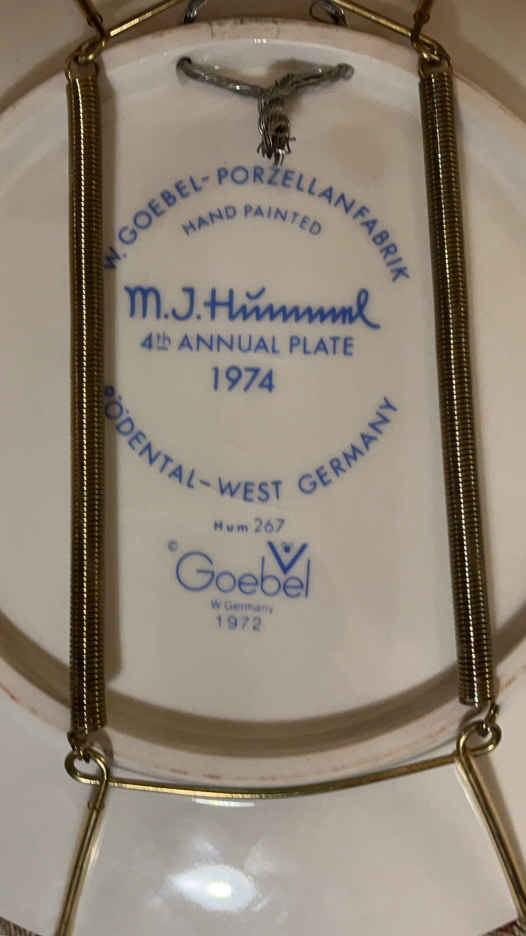 W. GOEBEL-PORZELLANFABRIK
HAND PAINTED
M.J. Hummel
4th ANNUAL PLATE
1974
RÖDENTAL-WEST GERMANY
Hum 267
© Goebel
W. Germany
1972